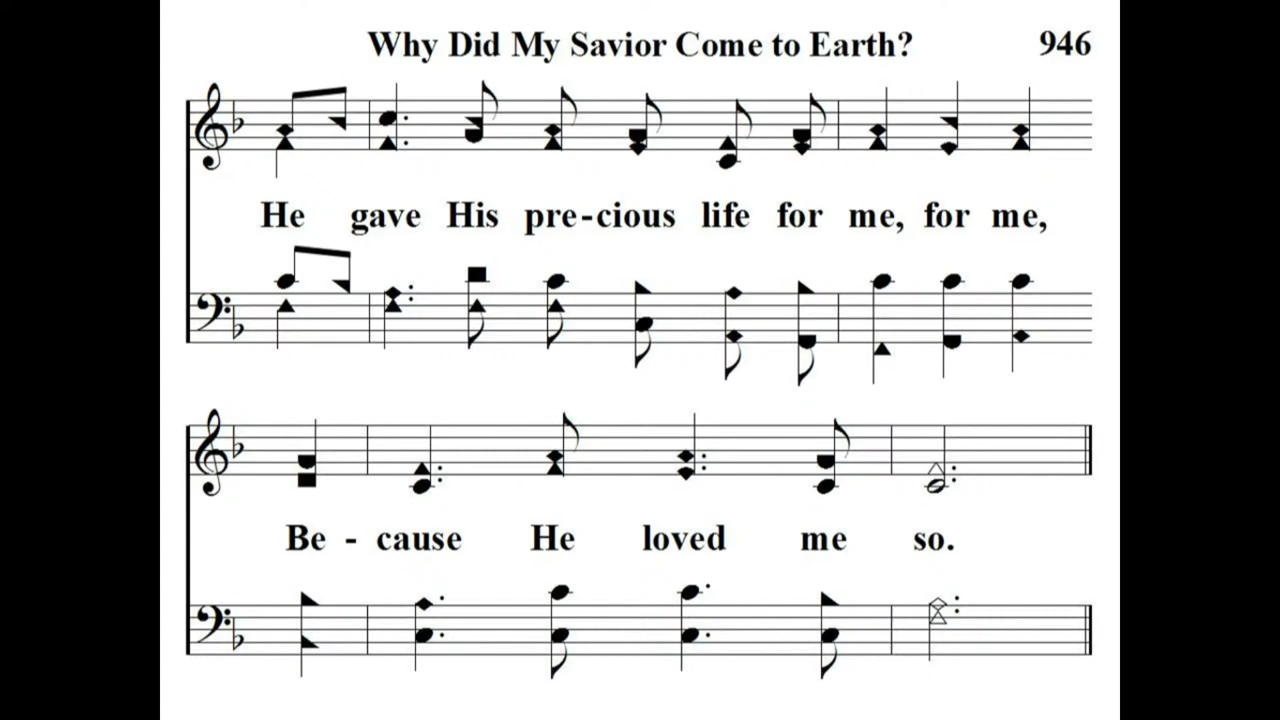 Why Did My Savior Come to Earth? 946
He gave His pre-cious life for me, for me,
Be - cause He loved me so.